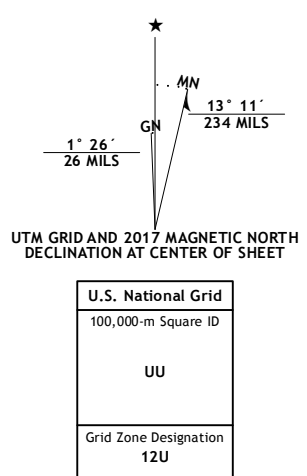 MN
13° 11´
234 MILS
GN
1° 26´
26 MILS
UTM GRID AND 2017 MAGNETIC NORTH
DECLINATION AT CENTER OF SHEET
U.S. National Grid
100,000-m Square ID
UU
Grid Zone Designation
12U